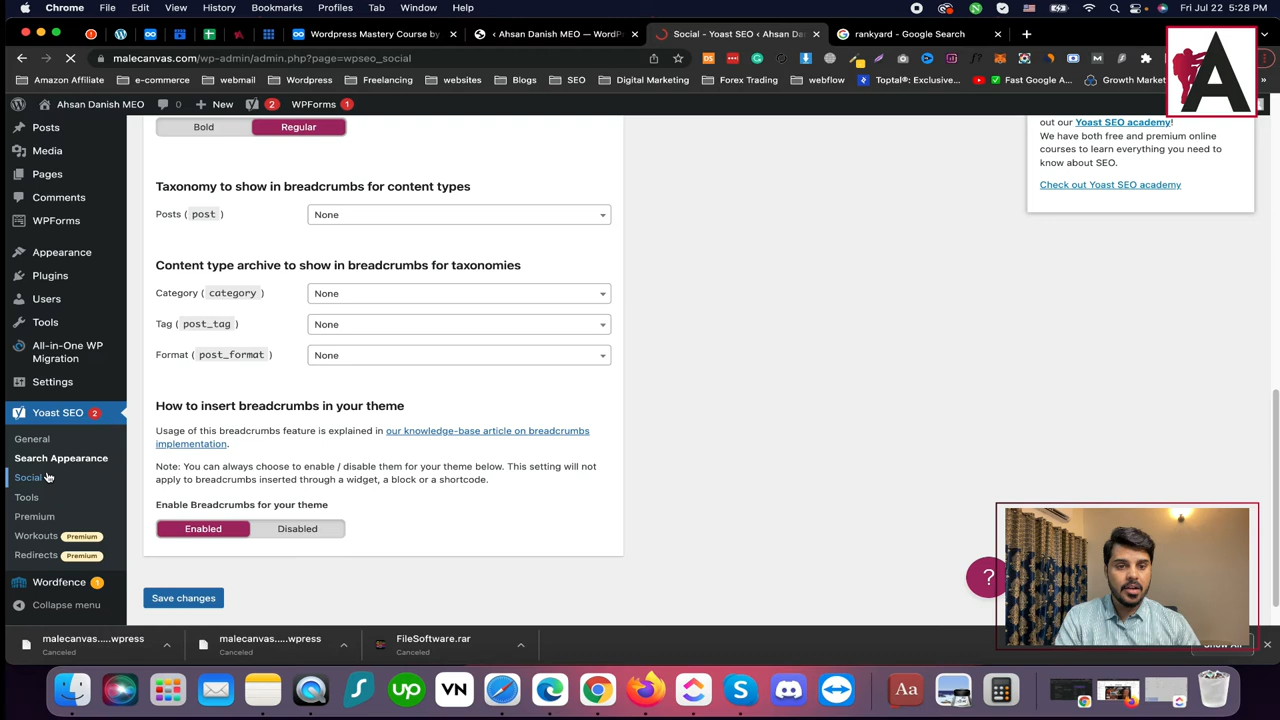 Chrome File Edit View History Bookmarks Profiles Tab Window Help Fri Jul 22 5:28 PM
Wordpress Mastery Course by
‹ Ahsan Danish MEO — WordPr
Social - Yoast SEO ‹ Ahsan Dan
rankyard - Google Search
malecanvas.com/wp-admin/admin.php?page=wpseo_social
Amazon Affiliate e-commerce webmail Wordpress Freelancing websites Blogs SEO Digital Marketing Forex Trading webflow Toptal® Exclusive... Fast Google A... Growth Market
A
Ahsan Danish MEO 0 New 2 WPForms 1
Posts
Media
Pages
Comments
WPForms
Appearance
Plugins
Users
Tools
All-in-One WP
Migration
Settings
Yoast SEO 2
General
Search Appearance
Social
Tools
Premium
Workouts Premium
Redirects Premium
Wordfence 1
Collapse menu
Bold Regular
Taxonomy to show in breadcrumbs for content types
Posts ( post ) None
Content type archive to show in breadcrumbs for taxonomies
Category ( category ) None
Tag ( post_tag ) None
Format ( post_format ) None
How to insert breadcrumbs in your theme
Usage of this breadcrumbs feature is explained in our knowledge-base article on breadcrumbs
implementation.
Note: You can always choose to enable / disable them for your theme below. This setting will not
apply to breadcrumbs inserted through a widget, a block or a shortcode.
Enable Breadcrumbs for your theme
Enabled Disabled
Save changes
out our Yoast SEO academy!
We have both free and premium online
courses to learn everything you need to
know about SEO.
Check out Yoast SEO academy
?
malecanvas.....wpress
Canceled
malecanvas.....wpress
Canceled
FileSoftware.rar
Canceled
Show All
up VN Aa